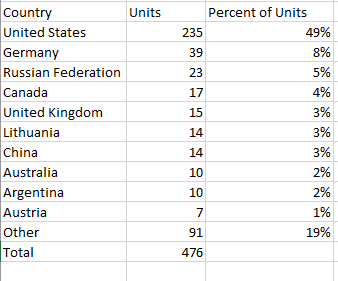 Country Units Percent of Units
United States 235 49%
Germany 39 8%
Russian Federation 23 5%
Canada 17 4%
United Kingdom 15 3%
Lithuania 14 3%
China 14 3%
Australia 10 2%
Argentina 10 2%
Austria 7 1%
Other 91 19%
Total 476